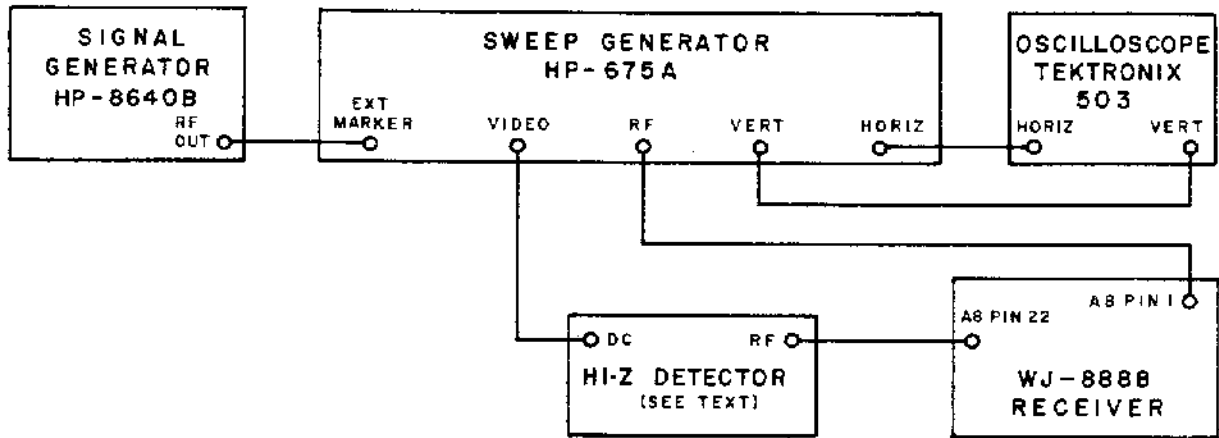 SIGNAL
GENERATOR
HP-8640B
RF
OUT
SWEEP GENERATOR
HP-675A
EXT
MARKER
VIDEO
RF
VERT
HORIZ
OSCILLOSCOPE
TEKTRONIX
503
HORIZ
VERT
DC
RF
HI-Z DETECTOR
(SEE TEXT)
A8 PIN 1
A8 PIN 22
WJ-8888
RECEIVER